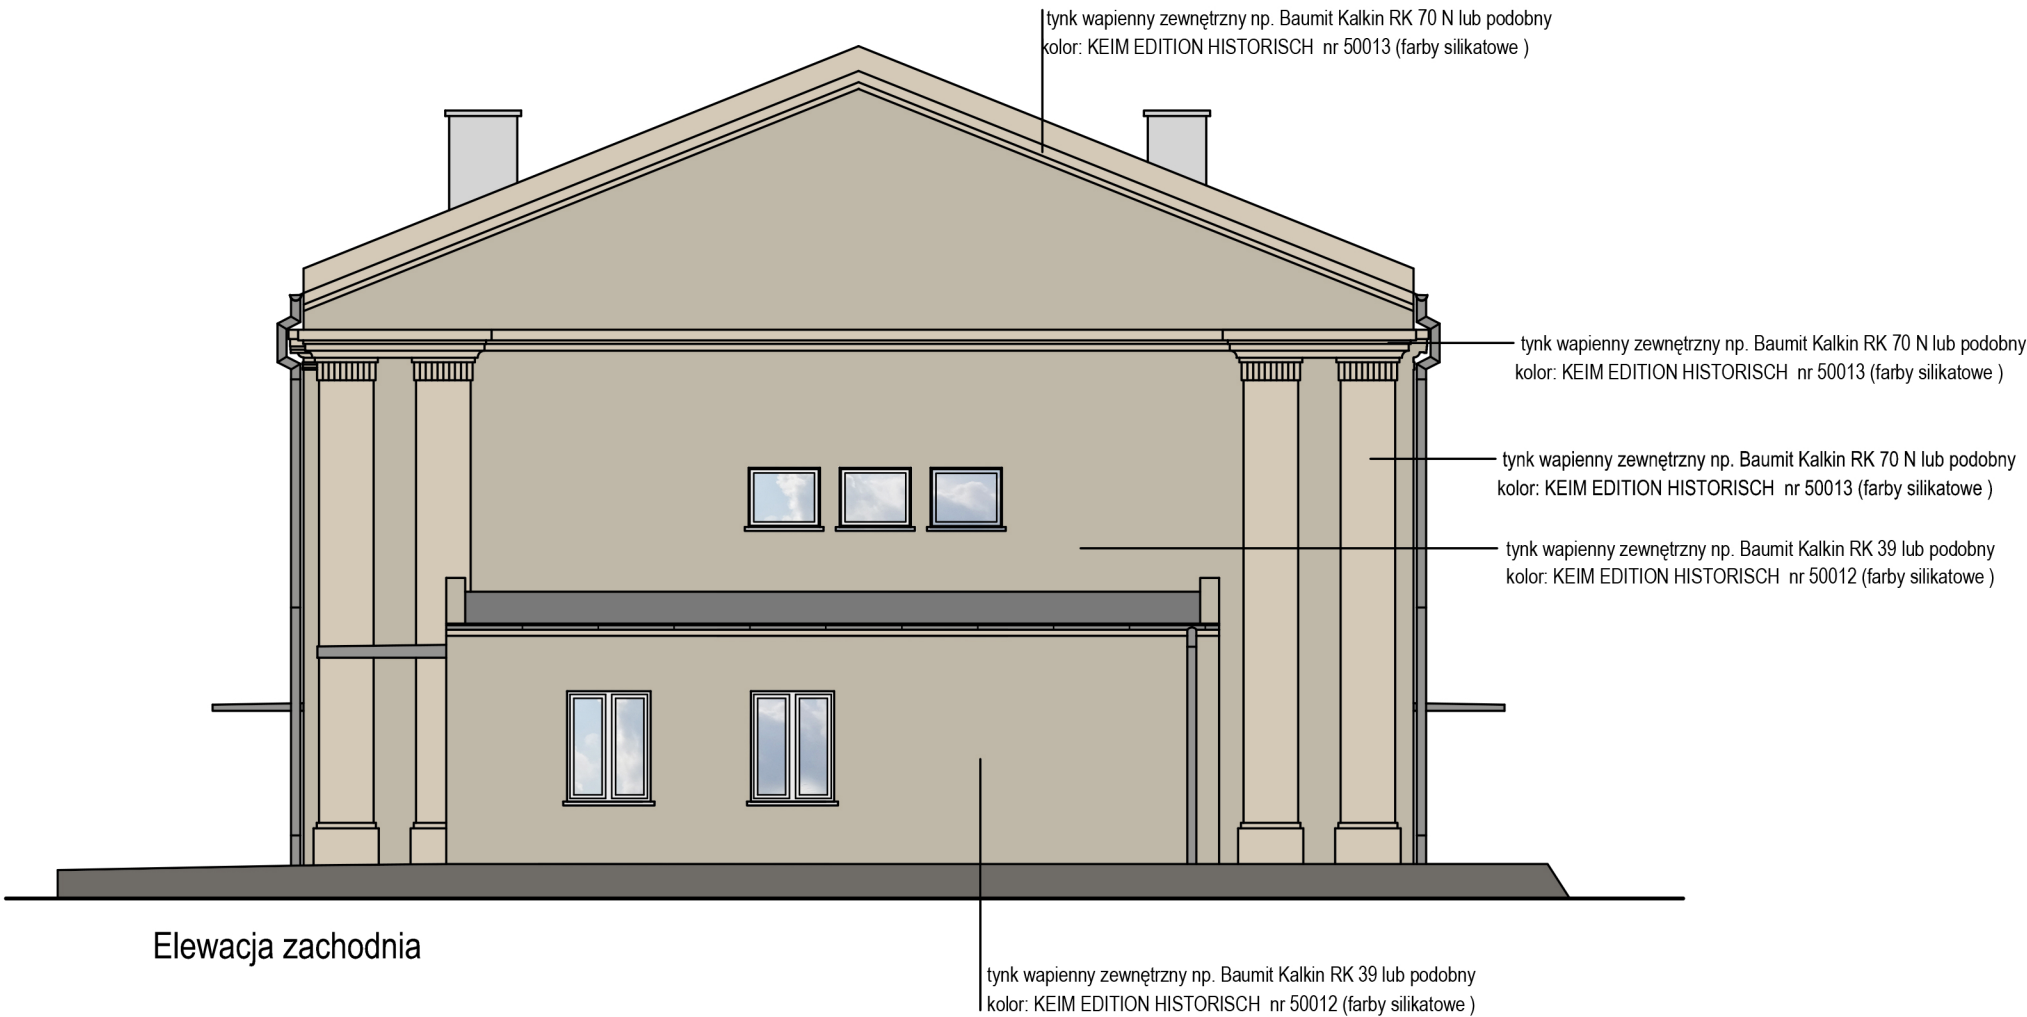 tynk wapienny zewnętrzny np. Baumit Kalkin RK 70 N lub podobny
kolor: KEIM EDITION HISTORISCH nr 50013 (farby silikatowe )
tynk wapienny zewnętrzny np. Baumit Kalkin RK 70 N lub podobny
kolor: KEIM EDITION HISTORISCH nr 50013 (farby silikatowe )
tynk wapienny zewnętrzny np. Baumit Kalkin RK 70 N lub podobny
kolor: KEIM EDITION HISTORISCH nr 50013 (farby silikatowe )
tynk wapienny zewnętrzny np. Baumit Kalkin RK 39 lub podobny
kolor: KEIM EDITION HISTORISCH nr 50012 (farby silikatowe )
Elewacja zachodnia
tynk wapienny zewnętrzny np. Baumit Kalkin RK 39 lub podobny
kolor: KEIM EDITION HISTORISCH nr 50012 (farby silikatowe )